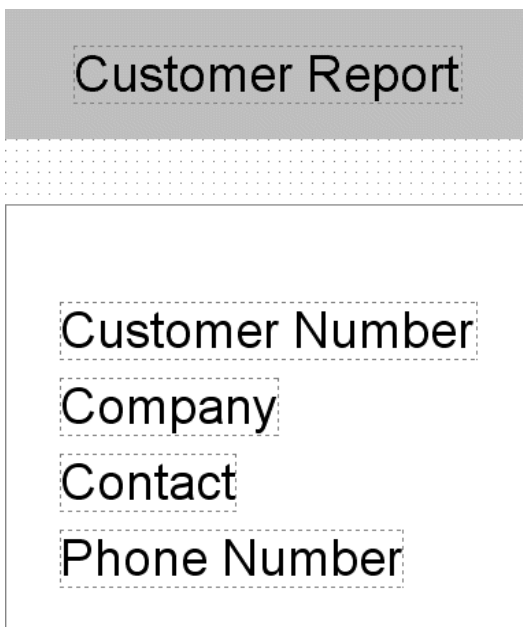 Customer Report
Customer Number
Company
Contact
Phone Number